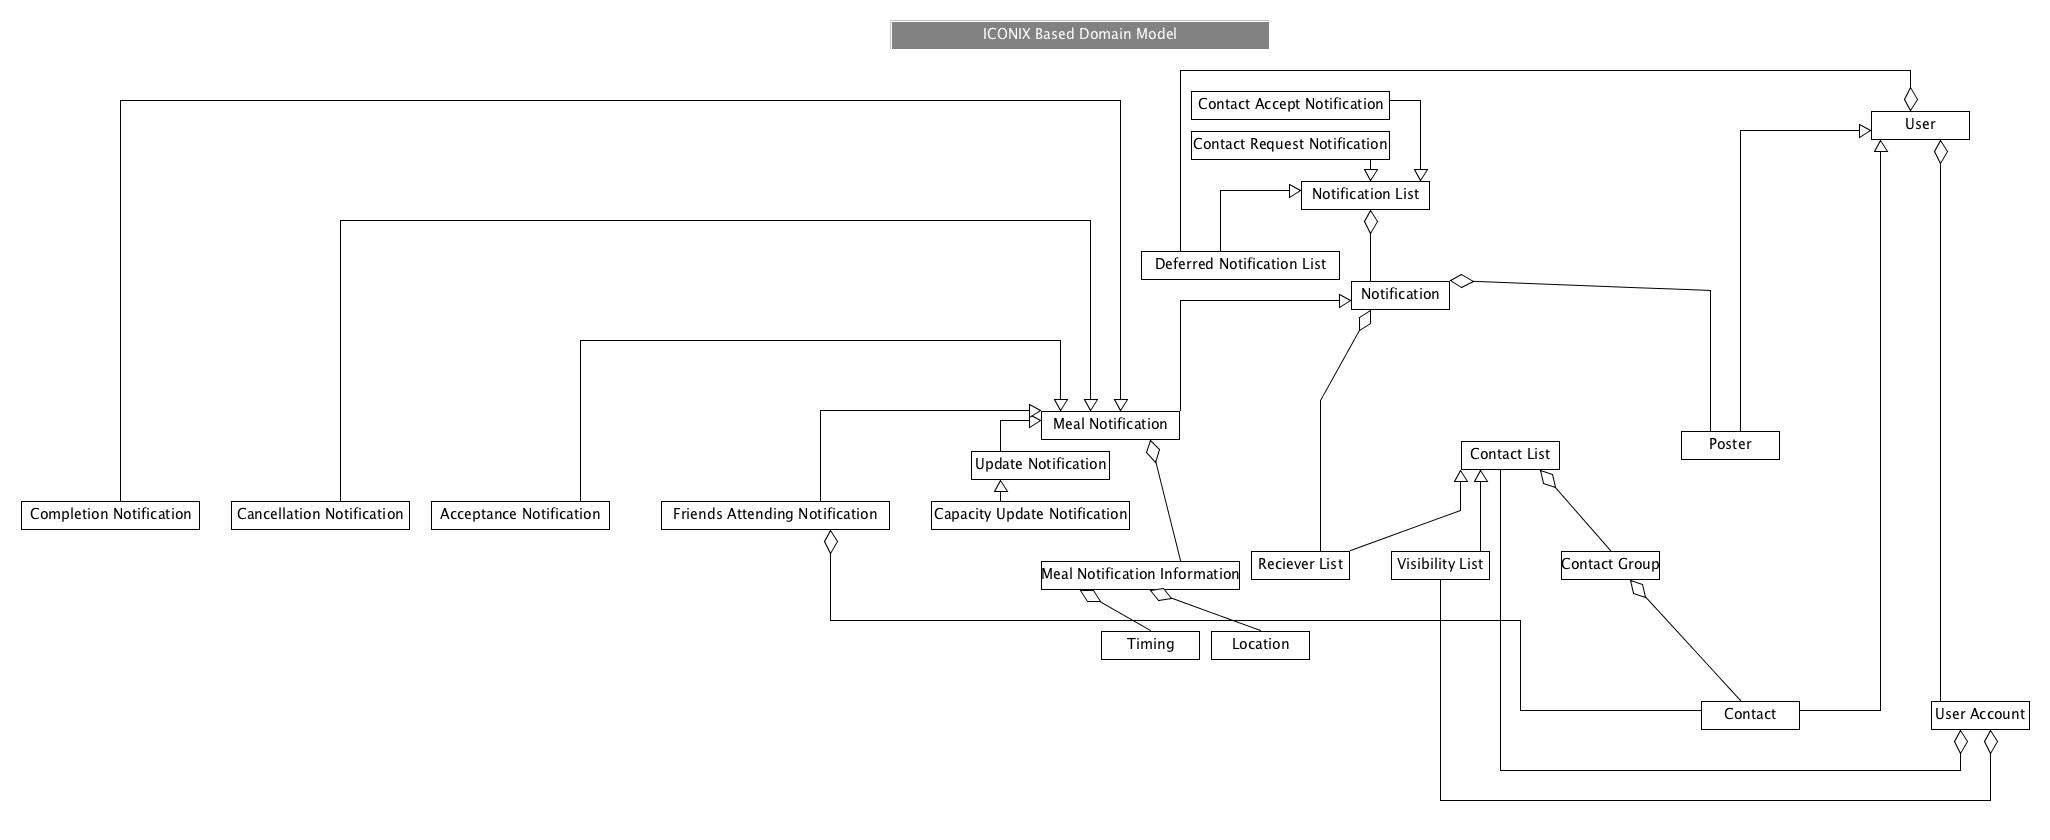 ICONIX Based Domain Model
Contact Accept Notification
User
Contact Request Notification
Notification List
Deferred Notification List
Notification
Meal Notification
Poster
Contact List
Update Notification
Completion Notification
Cancellation Notification
Acceptance Notification
Friends Attending Notification
Capacity Update Notification
Meal Notification Information
Reciever List
Visibility List
Contact Group
Timing
Location
Contact
User Account